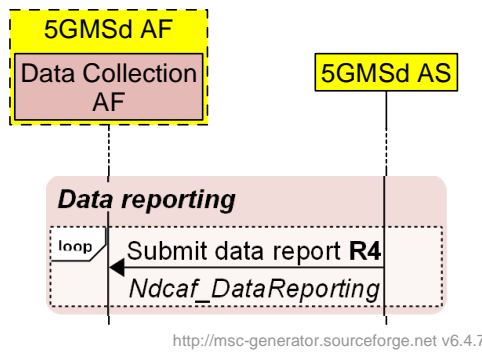 5GMSd AF
Data Collection
AF
5GMSd AS
Data reporting
loop
Submit data report R4
Ndcaf_DataReporting
http://msc-generator.sourceforge.net v6.4.7